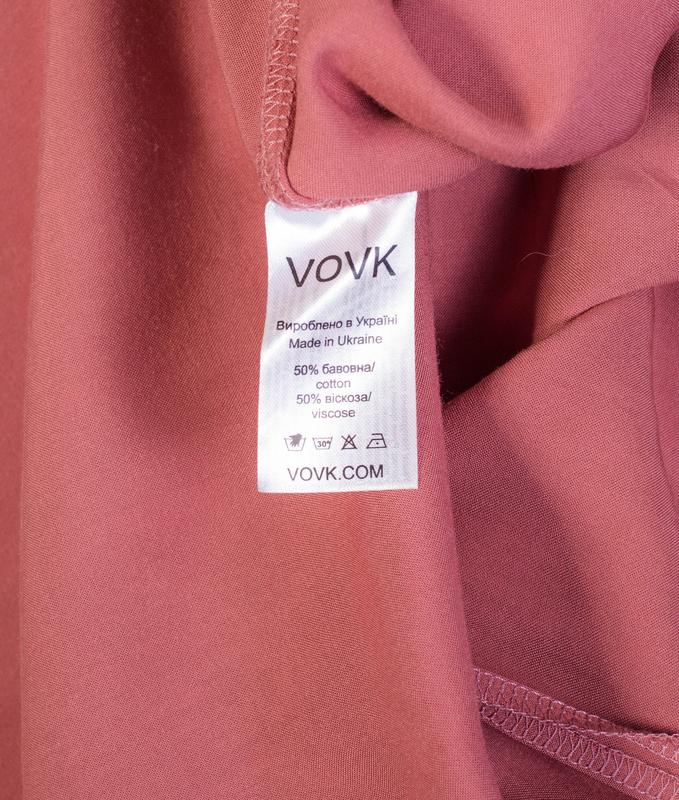 VOVK
Вироблено в Україні
Made in Ukraine
50% бавовна/
cotton
50% віскоза/
viscose
30°
VOVK.COM